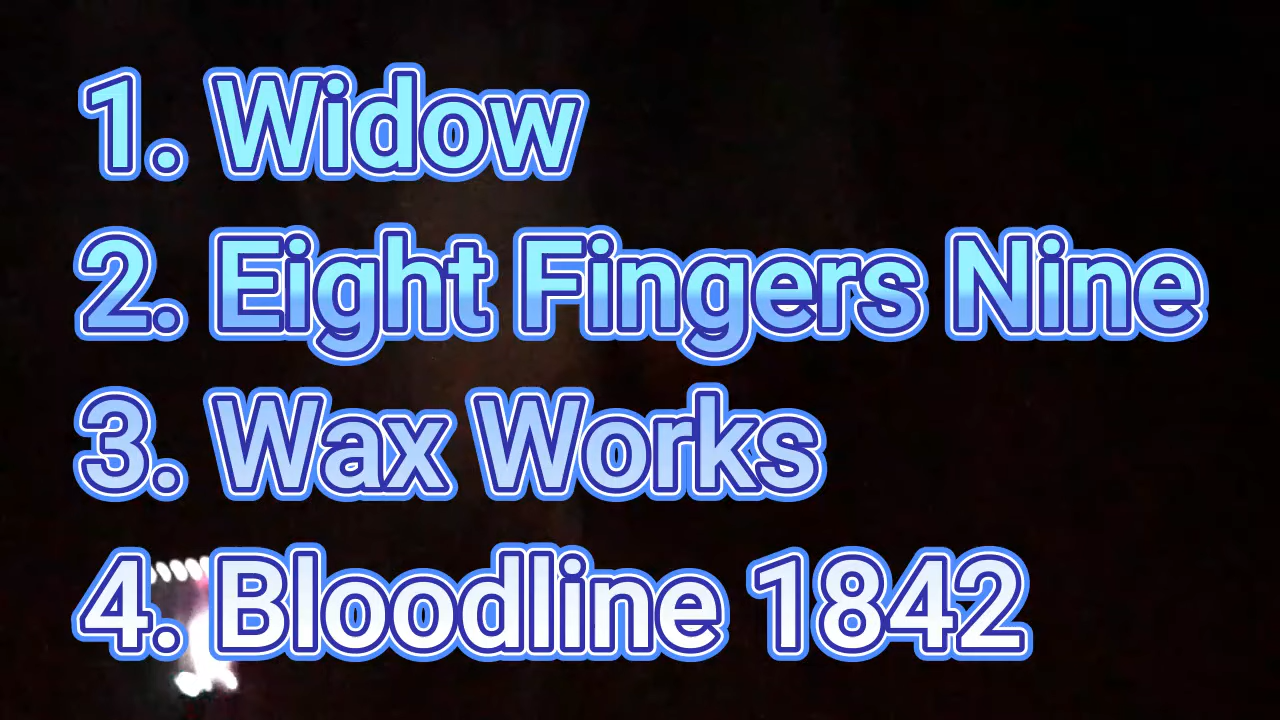 1. Widow
2. Eight Fingers Nine
3. Wax Works
4. Bloodline 1842